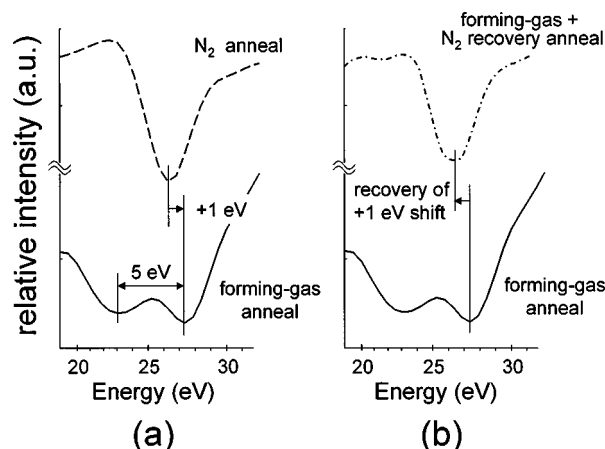 relative intensity (a.u.)
N2 anneal
+1 eV
5 eV
forming-gas
anneal
20 25 30
Energy (eV)
(a)
forming-gas +
N2 recovery anneal
recovery of
+1 eV shift
forming-gas
anneal
20 25 30
Energy (eV)
(b)